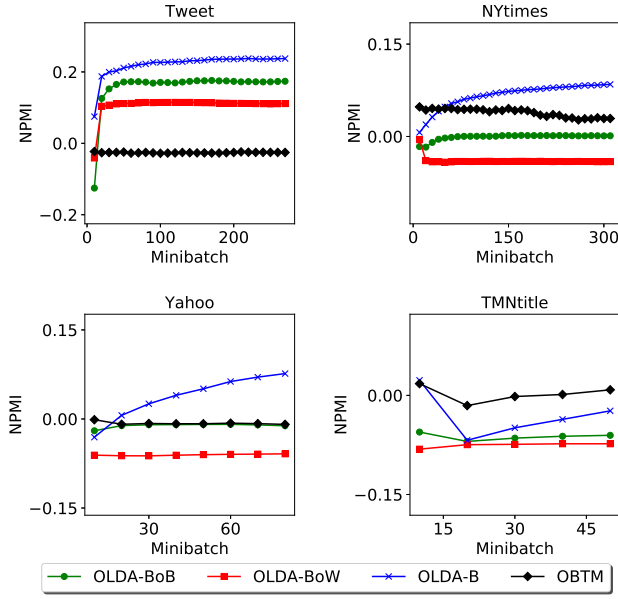 Tweet
NPMI
0.2
0.0
−0.2
0
100
200
Minibatch
NYtimes
NPMI
0.15
0.00
0
150
300
Minibatch
Yahoo
NPMI
0.15
0.00
−0.15
30
60
Minibatch
TMNtitle
NPMI
0.00
−0.15
15
30
45
Minibatch
OLDA-BoB
OLDA-BoW
OLDA-B
OBTM